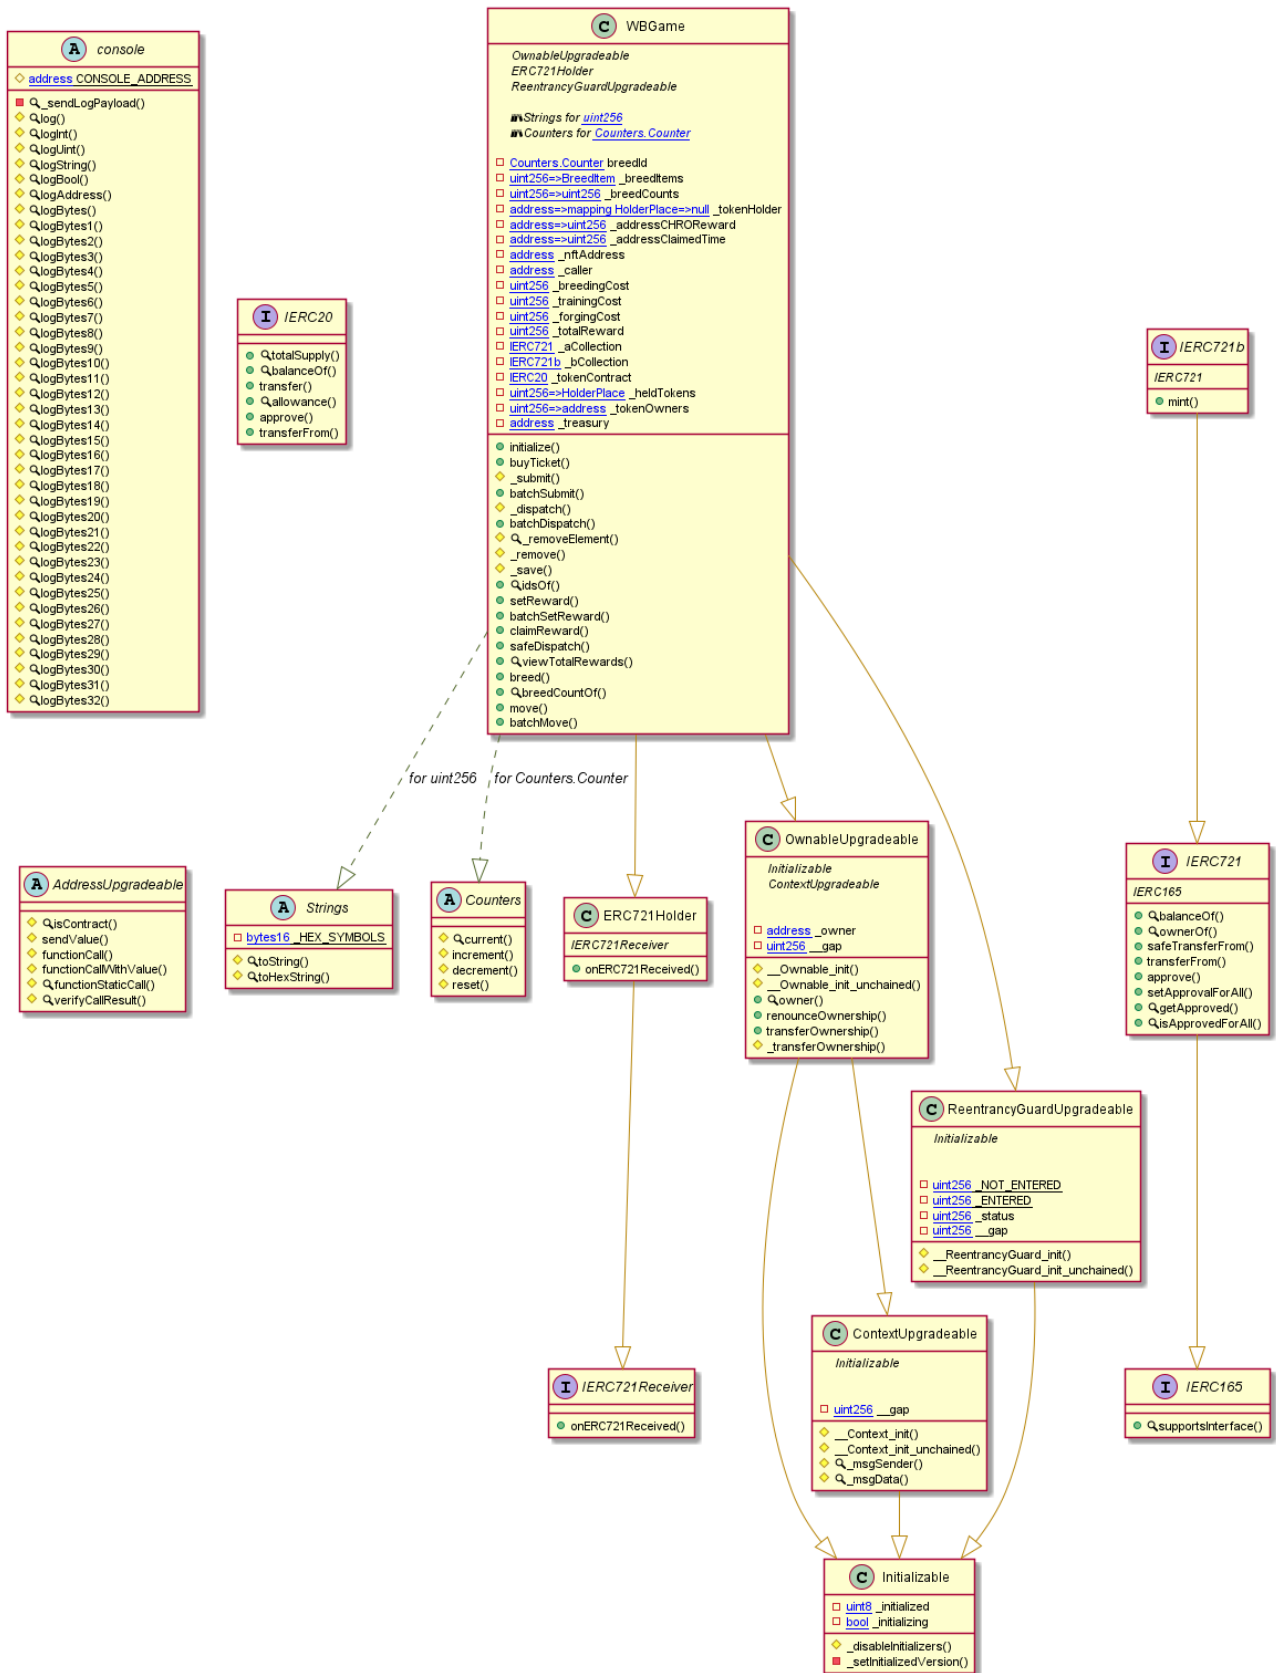 A console
address CONSOLE_ADDRESS
_sendLogPayload()
log()
logInt()
logUint()
logString()
logBool()
logAddress()
logBytes()
logBytes1()
logBytes2()
logBytes3()
logBytes4()
logBytes5()
logBytes6()
logBytes7()
logBytes8()
logBytes9()
logBytes10()
logBytes11()
logBytes12()
logBytes13()
logBytes14()
logBytes15()
logBytes16()
logBytes17()
logBytes18()
logBytes19()
logBytes20()
logBytes21()
logBytes22()
logBytes23()
logBytes24()
logBytes25()
logBytes26()
logBytes27()
logBytes28()
logBytes29()
logBytes30()
logBytes31()
logBytes32()
I IERC20
totalSupply()
balanceOf()
transfer()
allowance()
approve()
transferFrom()
C WBGame
OwnableUpgradeable
ERC721Holder
ReentrancyGuardUpgradeable
Strings for uint256
Counters for Counters.Counter
Counters.Counter breedId
uint256=>BreedItem _breedItems
uint256=>uint256 _breedCounts
address=>mapping HolderPlace=>null _tokenHolder
address=>uint256 _addressCHROReward
address=>uint256 _addressClaimedTime
address _nftAddress
address _caller
uint256 _breedingCost
uint256 _trainingCost
uint256 _forgingCost
uint256 _totalReward
IERC721 _aCollection
IERC721b _bCollection
IERC20 _tokenContract
uint256=>HolderPlace _heldTokens
uint256=>address _tokenOwners
address _treasury
initialize()
buyTicket()
_submit()
batchSubmit()
_dispatch()
batchDispatch()
_removeElement()
_remove()
_save()
idsOf()
setReward()
batchSetReward()
claimReward()
safeDispatch()
viewTotalRewards()
breed()
breedCountOf()
move()
batchMove()
I IERC721b
IERC721
mint()
for uint256
for Counters.Counter
A AddressUpgradeable
isContract()
sendValue()
functionCall()
functionCallWithValue()
functionStaticCall()
verifyCallResult()
A Strings
bytes16 _HEX_SYMBOLS
toString()
toHexString()
A Counters
current()
increment()
decrement()
reset()
C ERC721Holder
IERC721Receiver
onERC721Received()
C OwnableUpgradeable
Initializable
ContextUpgradeable
address _owner
uint256 __gap
__Ownable_init()
__Ownable_init_unchained()
owner()
renounceOwnership()
transferOwnership()
_transferOwnership()
I IERC721
IERC165
balanceOf()
ownerOf()
safeTransferFrom()
transferFrom()
approve()
setApprovalForAll()
getApproved()
isApprovedForAll()
C ReentrancyGuardUpgradeable
Initializable
uint256 _NOT_ENTERED
uint256 _ENTERED
uint256 _status
uint256 __gap
__ReentrancyGuard_init()
__ReentrancyGuard_init_unchained()
I IERC721Receiver
onERC721Received()
C ContextUpgradeable
Initializable
uint256 __gap
__Context_init()
__Context_init_unchained()
_msgSender()
_msgData()
I IERC165
supportsInterface()
C Initializable
uint8 _initialized
bool _initializing
_disableInitializers()
_setInitializedVersion()